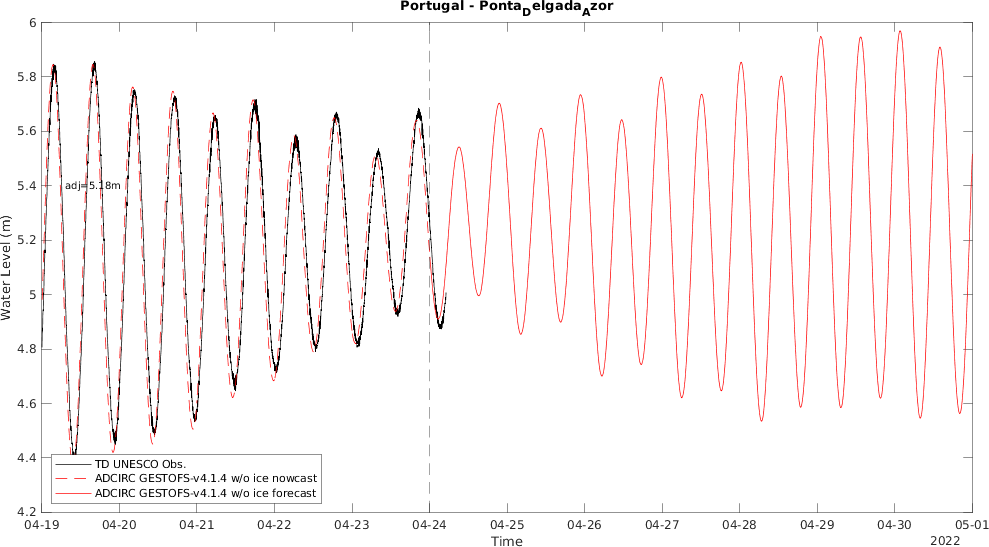 Portugal - Ponta_Delgada_Azor
6
5.8
5.6
5.4
5.2
5
4.8
4.6
4.4
4.2
Water Level (m)
adj=5.18m
TD UNESCO Obs.
ADCIRC GESTOFS-v4.1.4 w/o ice nowcast
ADCIRC GESTOFS-v4.1.4 w/o ice forecast
04-19 04-20 04-21 04-22 04-23 04-24 04-25 04-26 04-27 04-28 04-29 04-30 05-01
Time
2022